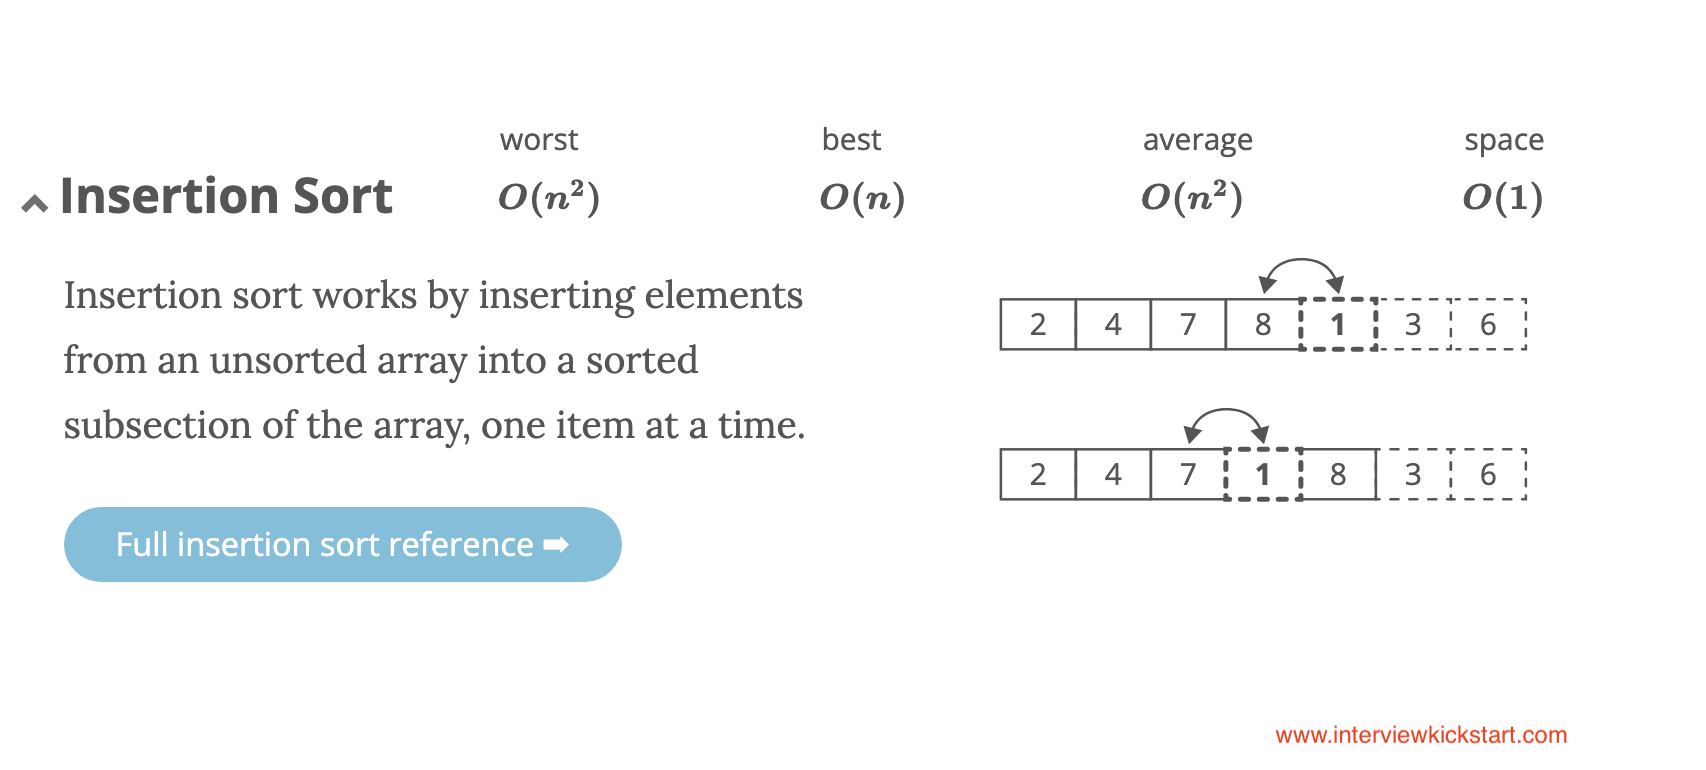 worst best average space
Insertion Sort O(n²) O(n) O(n²) O(1)
Insertion sort works by inserting elements
from an unsorted array into a sorted
subsection of the array, one item at a time.
Full insertion sort reference ➡
2 4 7 8 1 3 6
2 4 7 1 8 3 6
www.interviewkickstart.com